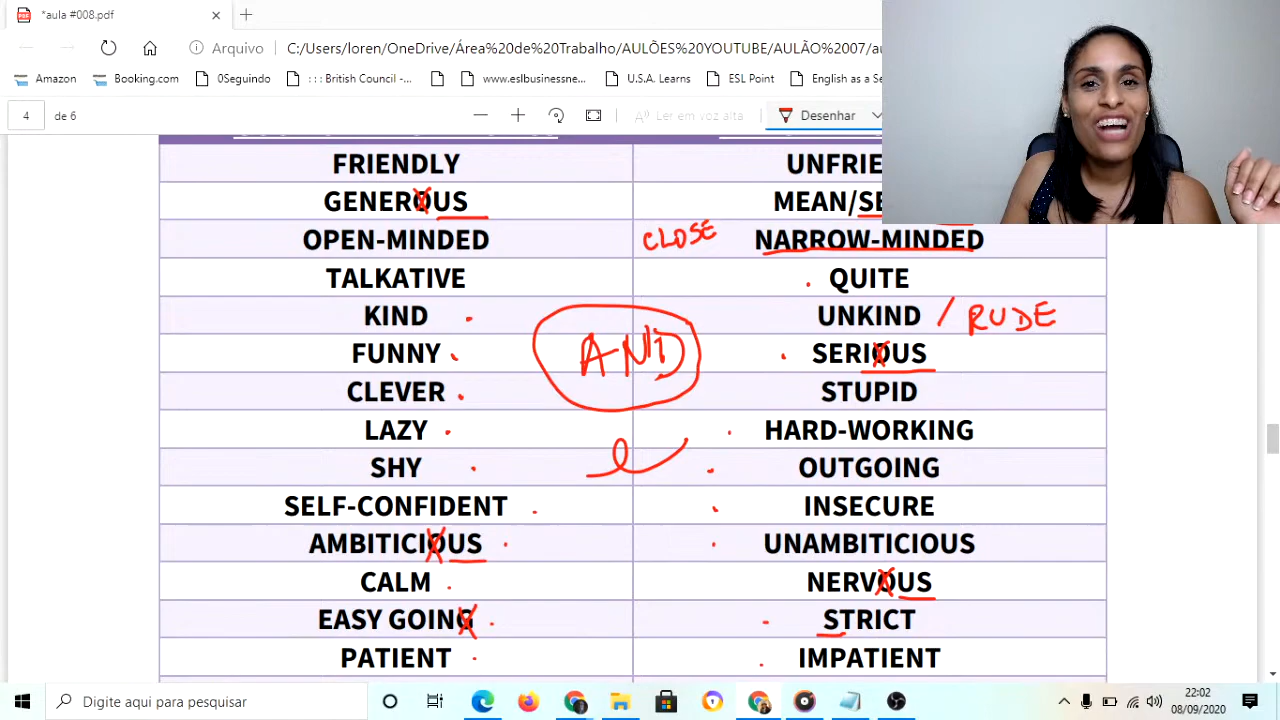 *aula #008.pdf
Arquivo C:/Users/loren/OneDrive/Área%20de%20Trabalho/AULÕES%20YOUTUBE/AULÃO%2007/au
Amazon Booking.com 0Seguindo : : : British Council -... www.eslbusinessne... U.S.A. Learns ESL Point English as a Se
4 de 6 Ler em voz alta Desenhar
FRIENDLY UNFRIE
GENEROUS MEAN/SE
OPEN-MINDED CLOSE NARROW-MINDED
TALKATIVE QUITE
KIND UNKIND / RUDE
FUNNY AND SERIOUS
CLEVER STUPID
LAZY HARD-WORKING
SHY OUTGOING
SELF-CONFIDENT INSECURE
AMBITICIOUS UNAMBITICIOUS
CALM NERVOUS
EASY GOING STRICT
PATIENT IMPATIENT
Digite aqui para pesquisar 22:02
08/09/2020